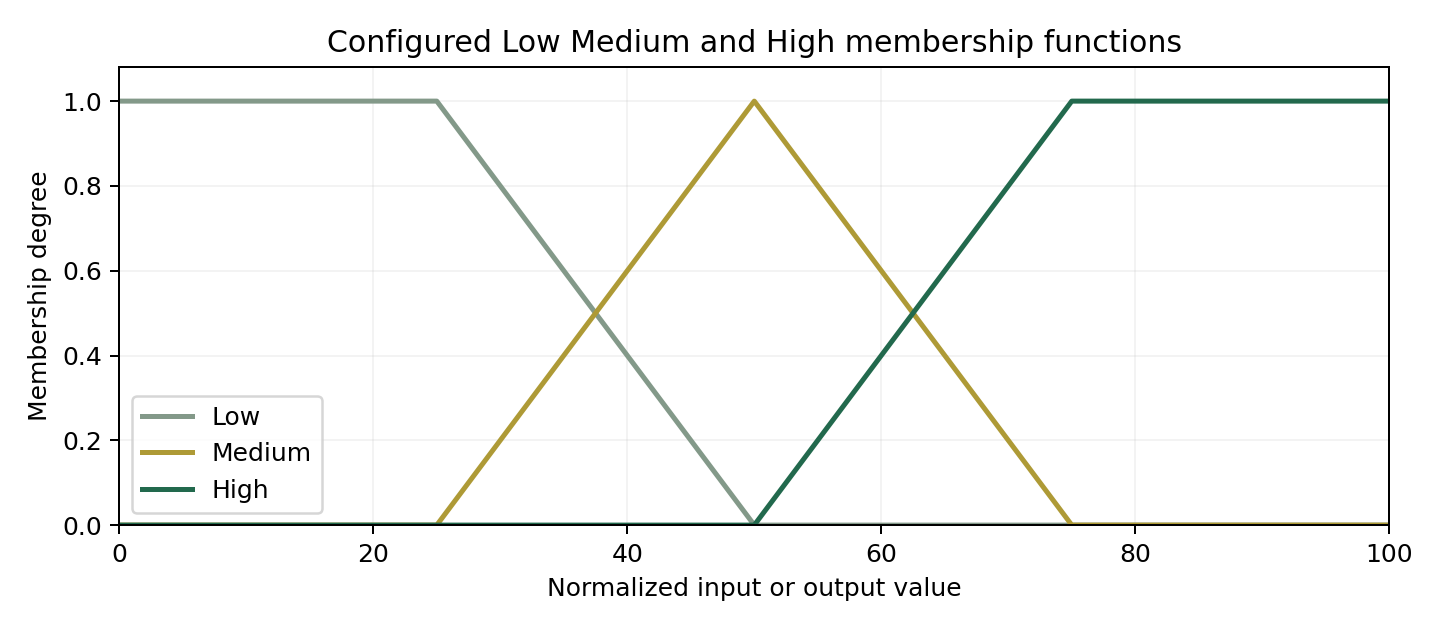 Configured Low Medium and High membership functions
Membership degree
1.0
0.8
0.6
0.4
0.2
0.0
Low
Medium
High
0 20 40 60 80 100
Normalized input or output value